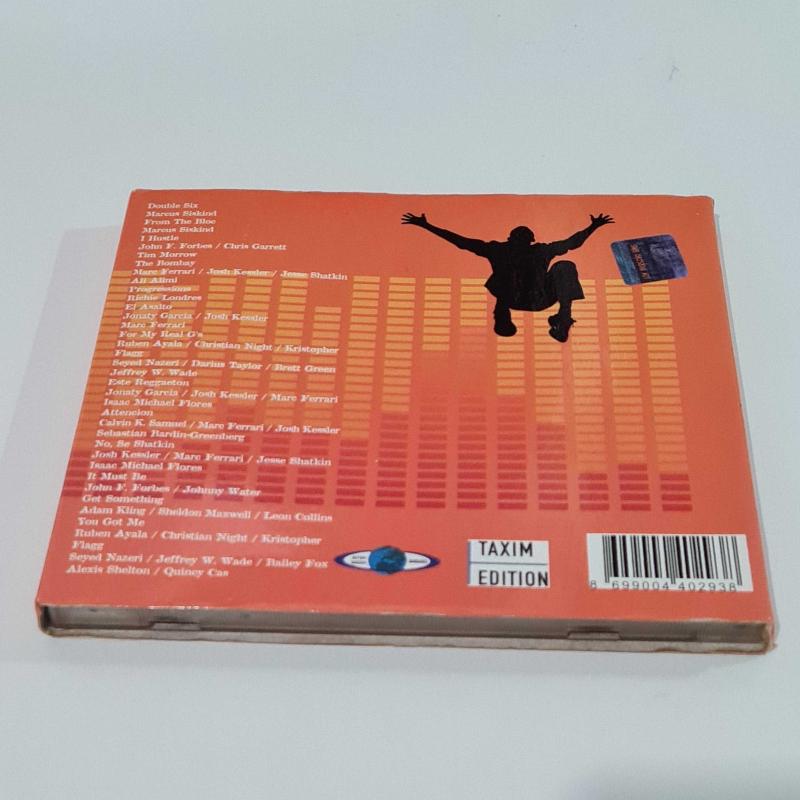 Double Six
Marcus Siskind
From The Bloc
Marcus Siskind
I Hustle
John F. Forbes / Chris Garrett
Tim Morrow
The Bombay
Marc Ferrari / Josh Kessler / Jesse Shatkin
Ali Alimi
Progressions
Richie Londres
El Asalto
Jonaty Garcia / Josh Kessler
Marc Ferrari
For My Real G's
Ruben Ayala / Christian Night / Kristopher
Flagg
Seyed Nazeri / Darius Taylor / Brett Green
Jeffrey W. Wade
Este Reggaeton
Jonaty Garcia / Josh Kessler / Marc Ferrari
Isaac Michael Flores
Attencion
Calvin K. Samuel / Marc Ferrari / Josh Kessler
Sebastian Bardin-Greenberg
No, Se Shatkin
Josh Kessler / Marc Ferrari / Jesse Shatkin
Isaac Michael Flores
It Must Be
John F. Forbes / Johnny Water
Get Something
Adam Kling / Sheldon Maxwell / Leon Collins
You Got Me
Ruben Ayala / Christian Night / Kristopher
Flagg
Seyed Nazeri / Jeffrey W. Wade / Bailey Fox
Alexis Shelton / Quincy Cas
TAXIM
EDITION
8 699004 402938